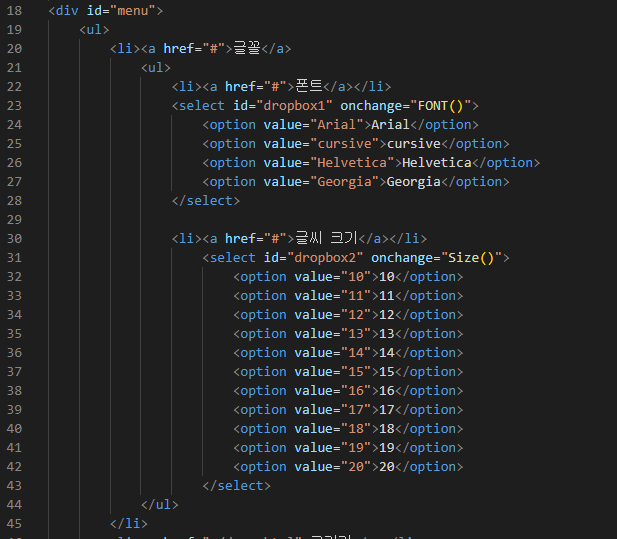 18 <div id="menu">
19 <ul>
20 <li><a href="#">글꼴</a>
21 <ul>
22 <li><a href="#">폰트</a></li>
23 <select id="dropbox1" onchange="FONT()">
24 <option value="Arial">Arial</option>
25 <option value="cursive">cursive</option>
26 <option value="Helvetica">Helvetica</option>
27 <option value="Georgia">Georgia</option>
28 </select>
29
30 <li><a href="#">글씨 크기</a></li>
31 <select id="dropbox2" onchange="Size()">
32 <option value="10">10</option>
33 <option value="11">11</option>
34 <option value="12">12</option>
35 <option value="13">13</option>
36 <option value="14">14</option>
37 <option value="15">15</option>
38 <option value="16">16</option>
39 <option value="17">17</option>
40 <option value="18">18</option>
41 <option value="19">19</option>
42 <option value="20">20</option>
43 </select>
44 </ul>
45 </li>